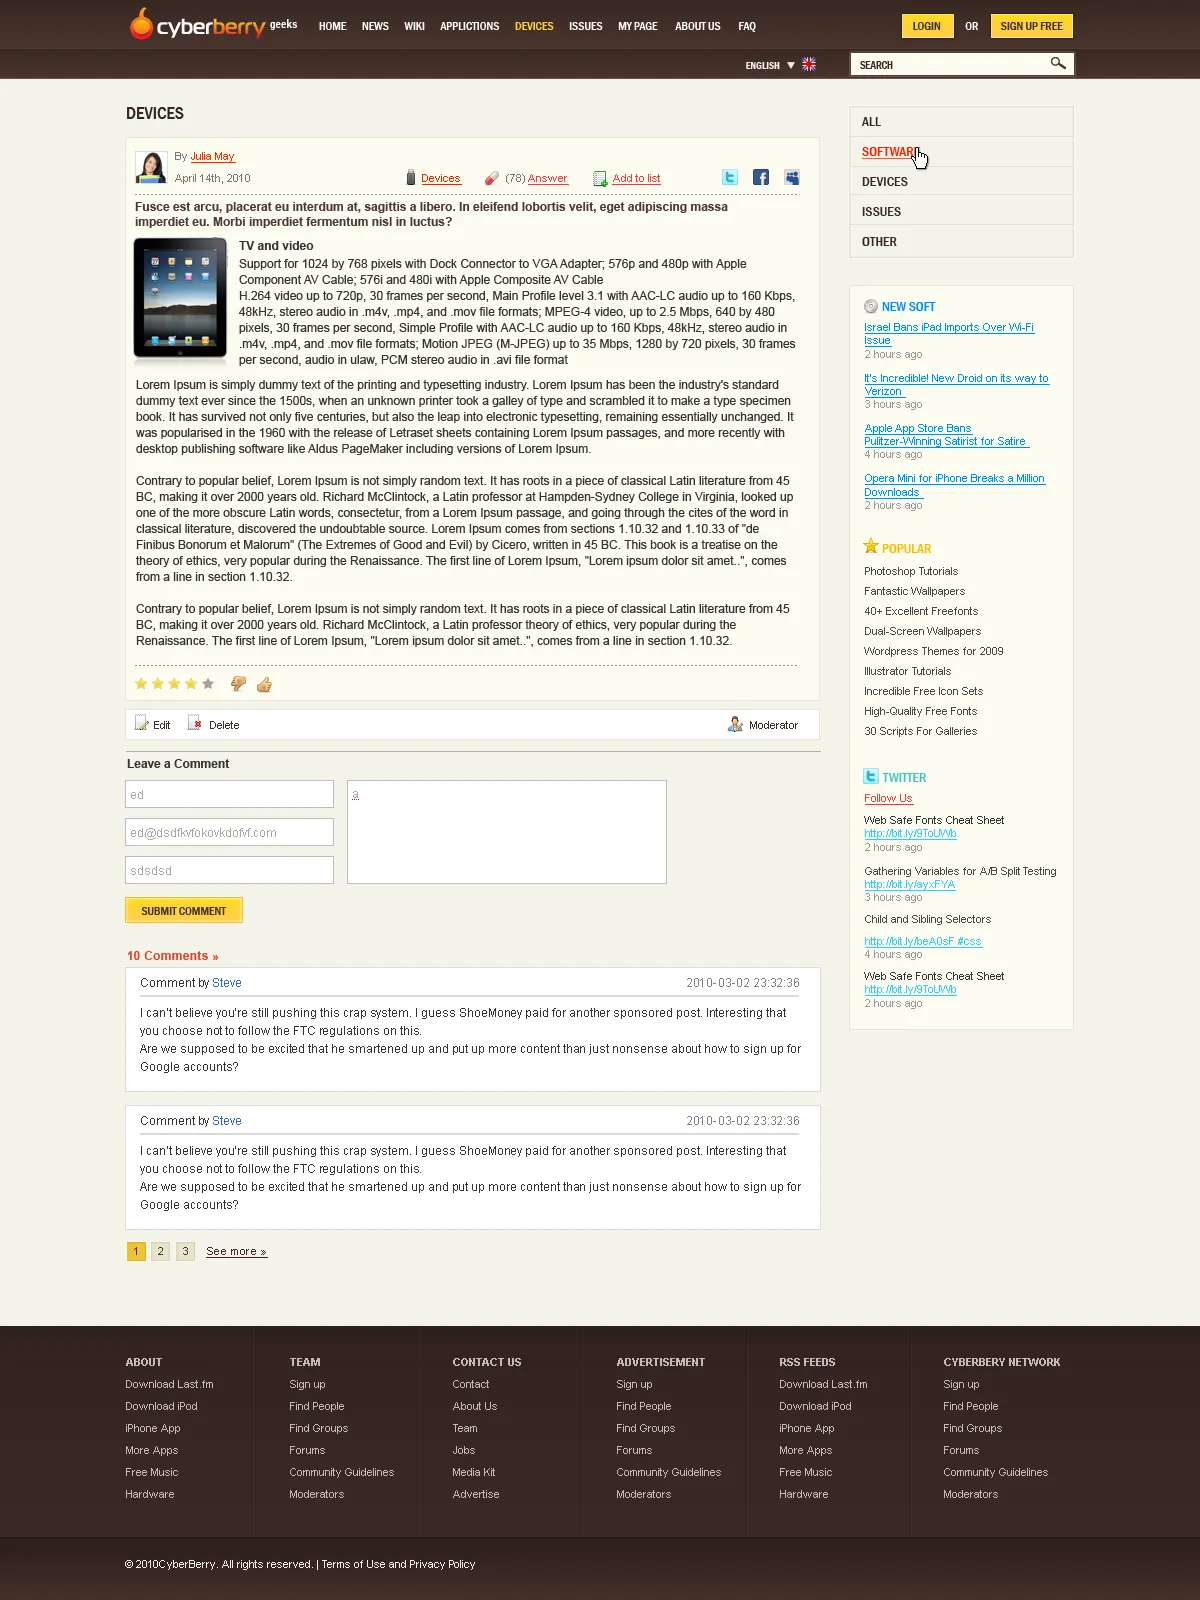 cyberberry geeks
HOME NEWS WIKI APPLICTIONS DEVICES ISSUES MY PAGE ABOUT US FAQ
LOGIN OR SIGN UP FREE
ENGLISH
SEARCH
DEVICES
By Julia May
April 14th, 2010
Devices (78) Answer Add to list
Fusce est arcu, placerat eu interdum at, sagittis a libero. In eleifend lobortis velit, eget adipiscing massa
imperdiet eu. Morbi imperdiet fermentum nisl in luctus?
TV and video
Support for 1024 by 768 pixels with Dock Connector to VGA Adapter; 576p and 480p with Apple
Component AV Cable; 576i and 480i with Apple Composite AV Cable
H.264 video up to 720p, 30 frames per second, Main Profile level 3.1 with AAC-LC audio up to 160 Kbps,
48kHz, stereo audio in .m4v, .mp4, and .mov file formats; MPEG-4 video, up to 2.5 Mbps, 640 by 480
pixels, 30 frames per second, Simple Profile with AAC-LC audio up to 160 Kbps, 48kHz, stereo audio in
.m4v, .mp4, and .mov file formats; Motion JPEG (M-JPEG) up to 35 Mbps, 1280 by 720 pixels, 30 frames
per second, audio in ulaw, PCM stereo audio in .avi file format
Lorem Ipsum is simply dummy text of the printing and typesetting industry. Lorem Ipsum has been the industry's standard
dummy text ever since the 1500s, when an unknown printer took a galley of type and scrambled it to make a type specimen
book. It has survived not only five centuries, but also the leap into electronic typesetting, remaining essentially unchanged. It
was popularised in the 1960 with the release of Letraset sheets containing Lorem Ipsum passages, and more recently with
desktop publishing software like Aldus PageMaker including versions of Lorem Ipsum.
Contrary to popular belief, Lorem Ipsum is not simply random text. It has roots in a piece of classical Latin literature from 45
BC, making it over 2000 years old. Richard McClintock, a Latin professor at Hampden-Sydney College in Virginia, looked up
one of the more obscure Latin words, consectetur, from a Lorem Ipsum passage, and going through the cites of the word in
classical literature, discovered the undoubtable source. Lorem Ipsum comes from sections 1.10.32 and 1.10.33 of "de
Finibus Bonorum et Malorum" (The Extremes of Good and Evil) by Cicero, written in 45 BC. This book is a treatise on the
theory of ethics, very popular during the Renaissance. The first line of Lorem Ipsum, "Lorem ipsum dolor sit amet..", comes
from a line in section 1.10.32.
Contrary to popular belief, Lorem Ipsum is not simply random text. It has roots in a piece of classical Latin literature from 45
BC, making it over 2000 years old. Richard McClintock, a Latin professor theory of ethics, very popular during the
Renaissance. The first line of Lorem Ipsum, "Lorem ipsum dolor sit amet..", comes from a line in section 1.10.32.
Edit Delete Moderator
Leave a Comment
ed
a
ed@dsdfkvfokovkdofvf.com
sdsdsd
SUBMIT COMMENT
10 Comments »
Comment by Steve 2010-03-02 23:32:36
I can't believe you're still pushing this crap system. I guess ShoeMoney paid for another sponsored post. Interesting that
you choose not to follow the FTC regulations on this.
Are we supposed to be excited that he smartened up and put up more content than just nonsense about how to sign up for
Google accounts?
Comment by Steve 2010-03-02 23:32:36
I can't believe you're still pushing this crap system. I guess ShoeMoney paid for another sponsored post. Interesting that
you choose not to follow the FTC regulations on this.
Are we supposed to be excited that he smartened up and put up more content than just nonsense about how to sign up for
Google accounts?
1 2 3 See more »
ALL
SOFTWAR
DEVICES
ISSUES
OTHER
NEW SOFT
Israel Bans iPad Imports Over Wi-Fi
Issue
2 hours ago
It's Incredible! New Droid on its way to
Verizon
3 hours ago
Apple App Store Bans
Pulitzer-Winning Satirist for Satire
4 hours ago
Opera Mini for iPhone Breaks a Million
Downloads
2 hours ago
POPULAR
Photoshop Tutorials
Fantastic Wallpapers
40+ Excellent Freefonts
Dual-Screen Wallpapers
Wordpress Themes for 2009
Illustrator Tutorials
Incredible Free Icon Sets
High-Quality Free Fonts
30 Scripts For Galleries
TWITTER
Follow Us
Web Safe Fonts Cheat Sheet
http://bit.ly/9ToUWb
2 hours ago
Gathering Variables for A/B Split Testing
http://bit.ly/ayxFYA
3 hours ago
Child and Sibling Selectors
http://bit.ly/beA0sF #css
4 hours ago
Web Safe Fonts Cheat Sheet
http://bit.ly/9ToUWb
2 hours ago
ABOUT TEAM CONTACT US ADVERTISEMENT RSS FEEDS CYBERBERY NETWORK
Download Last.fm Sign up Contact Sign up Download Last.fm Sign up
Download iPod Find People About Us Find People Download iPod Find People
iPhone App Find Groups Team Find Groups iPhone App Find Groups
More Apps Forums Jobs Forums More Apps Forums
Free Music Community Guidelines Media Kit Community Guidelines Free Music Community Guidelines
Hardware Moderators Advertise Moderators Hardware Moderators
© 2010CyberBerry. All rights reserved. | Terms of Use and Privacy Policy